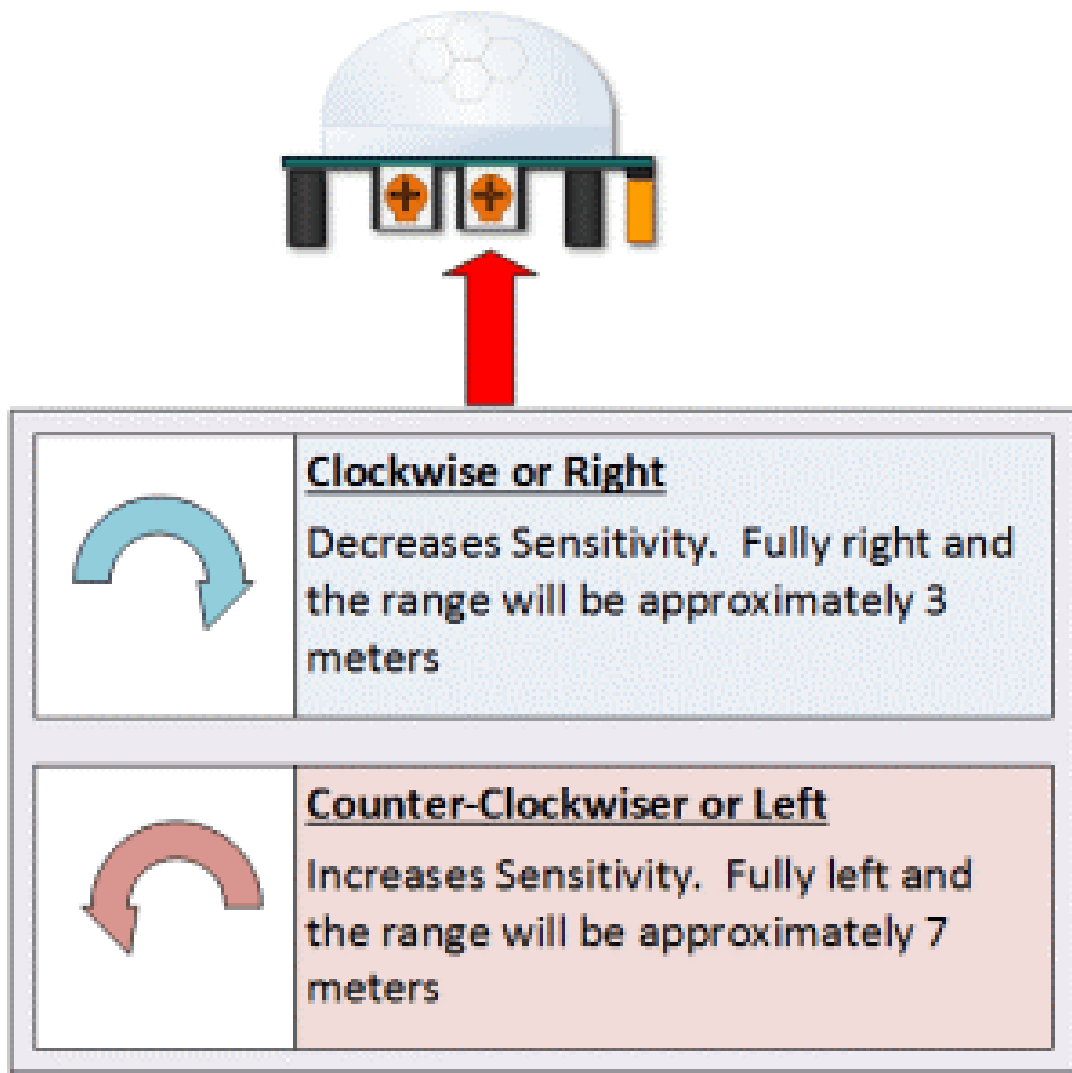 Clockwise or Right
Decreases Sensitivity. Fully right and
the range will be approximately 3
meters
Counter-Clockwiser or Left
Increases Sensitivity. Fully left and
the range will be approximately 7
meters